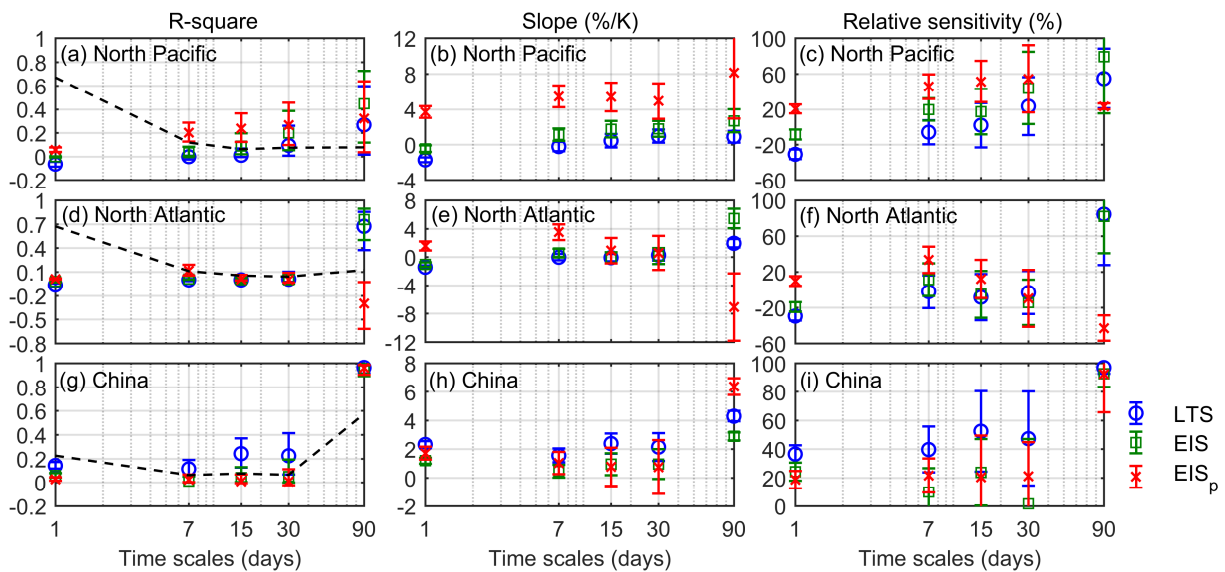 R-square
Slope (%/K)
Relative sensitivity (%)
(a) North Pacific
1
0.8
0.6
0.4
0.2
0
-0.2
(b) North Pacific
12
8
4
0
-4
(c) North Pacific
100
60
20
-20
-60
(d) North Atlantic
1
0.7
0.4
0.1
-0.2
-0.5
-0.8
(e) North Atlantic
8
4
0
-4
-8
-12
(f) North Atlantic
100
60
20
-20
-60
(g) China
1
0.8
0.6
0.4
0.2
0
1 7 15 30 90
Time scales (days)
(h) China
8
6
4
2
0
-2
1 7 15 30 90
Time scales (days)
(i) China
100
80
60
40
20
0
1 7 15 30 90
Time scales (days)
LTS
EIS
EISp